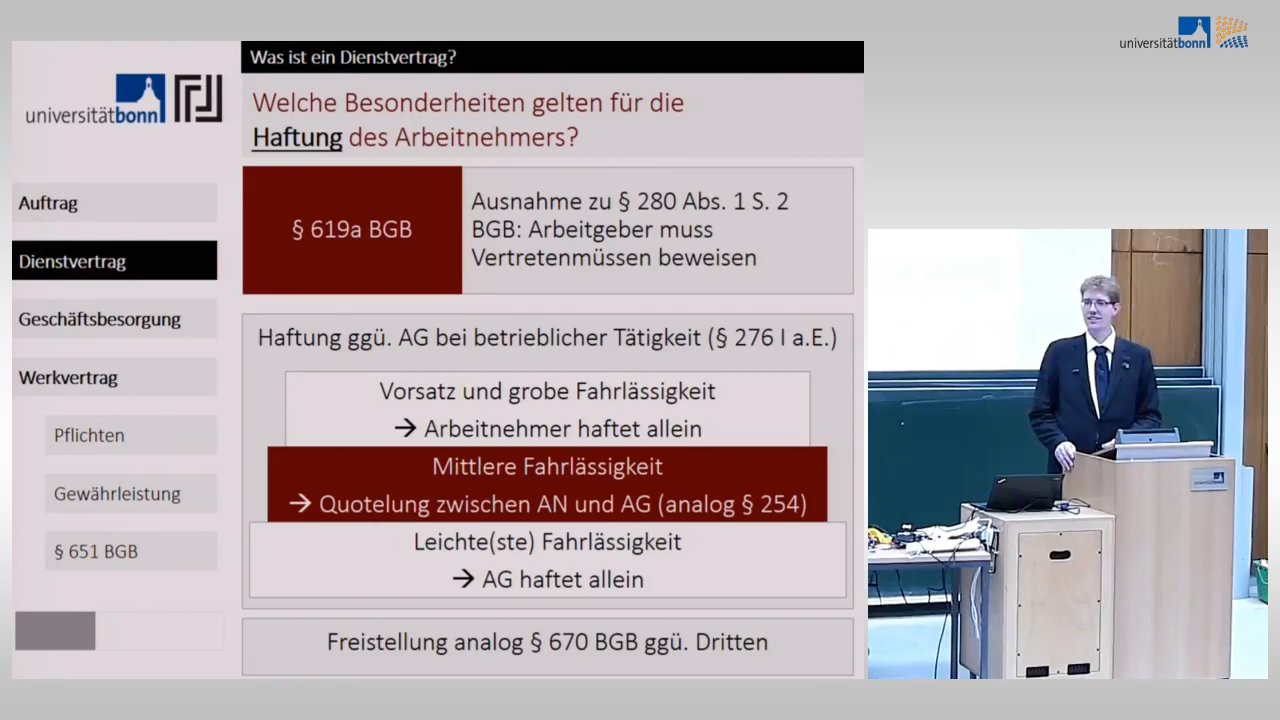 universitätbonn
Was ist ein Dienstvertrag?
universitätbonn
Welche Besonderheiten gelten für die
Haftung des Arbeitnehmers?
Auftrag
Dienstvertrag
Geschäftsbesorgung
Werkvertrag
Pflichten
Gewährleistung
§ 651 BGB
§ 619a BGB
Ausnahme zu § 280 Abs. 1 S. 2
BGB: Arbeitgeber muss
Vertretenmüssen beweisen
Haftung ggü. AG bei betrieblicher Tätigkeit (§ 276 I a.E.)
Vorsatz und grobe Fahrlässigkeit
→ Arbeitnehmer haftet allein
Mittlere Fahrlässigkeit
→ Quotelung zwischen AN und AG (analog § 254)
Leichte(ste) Fahrlässigkeit
→ AG haftet allein
Freistellung analog § 670 BGB ggü. Dritten